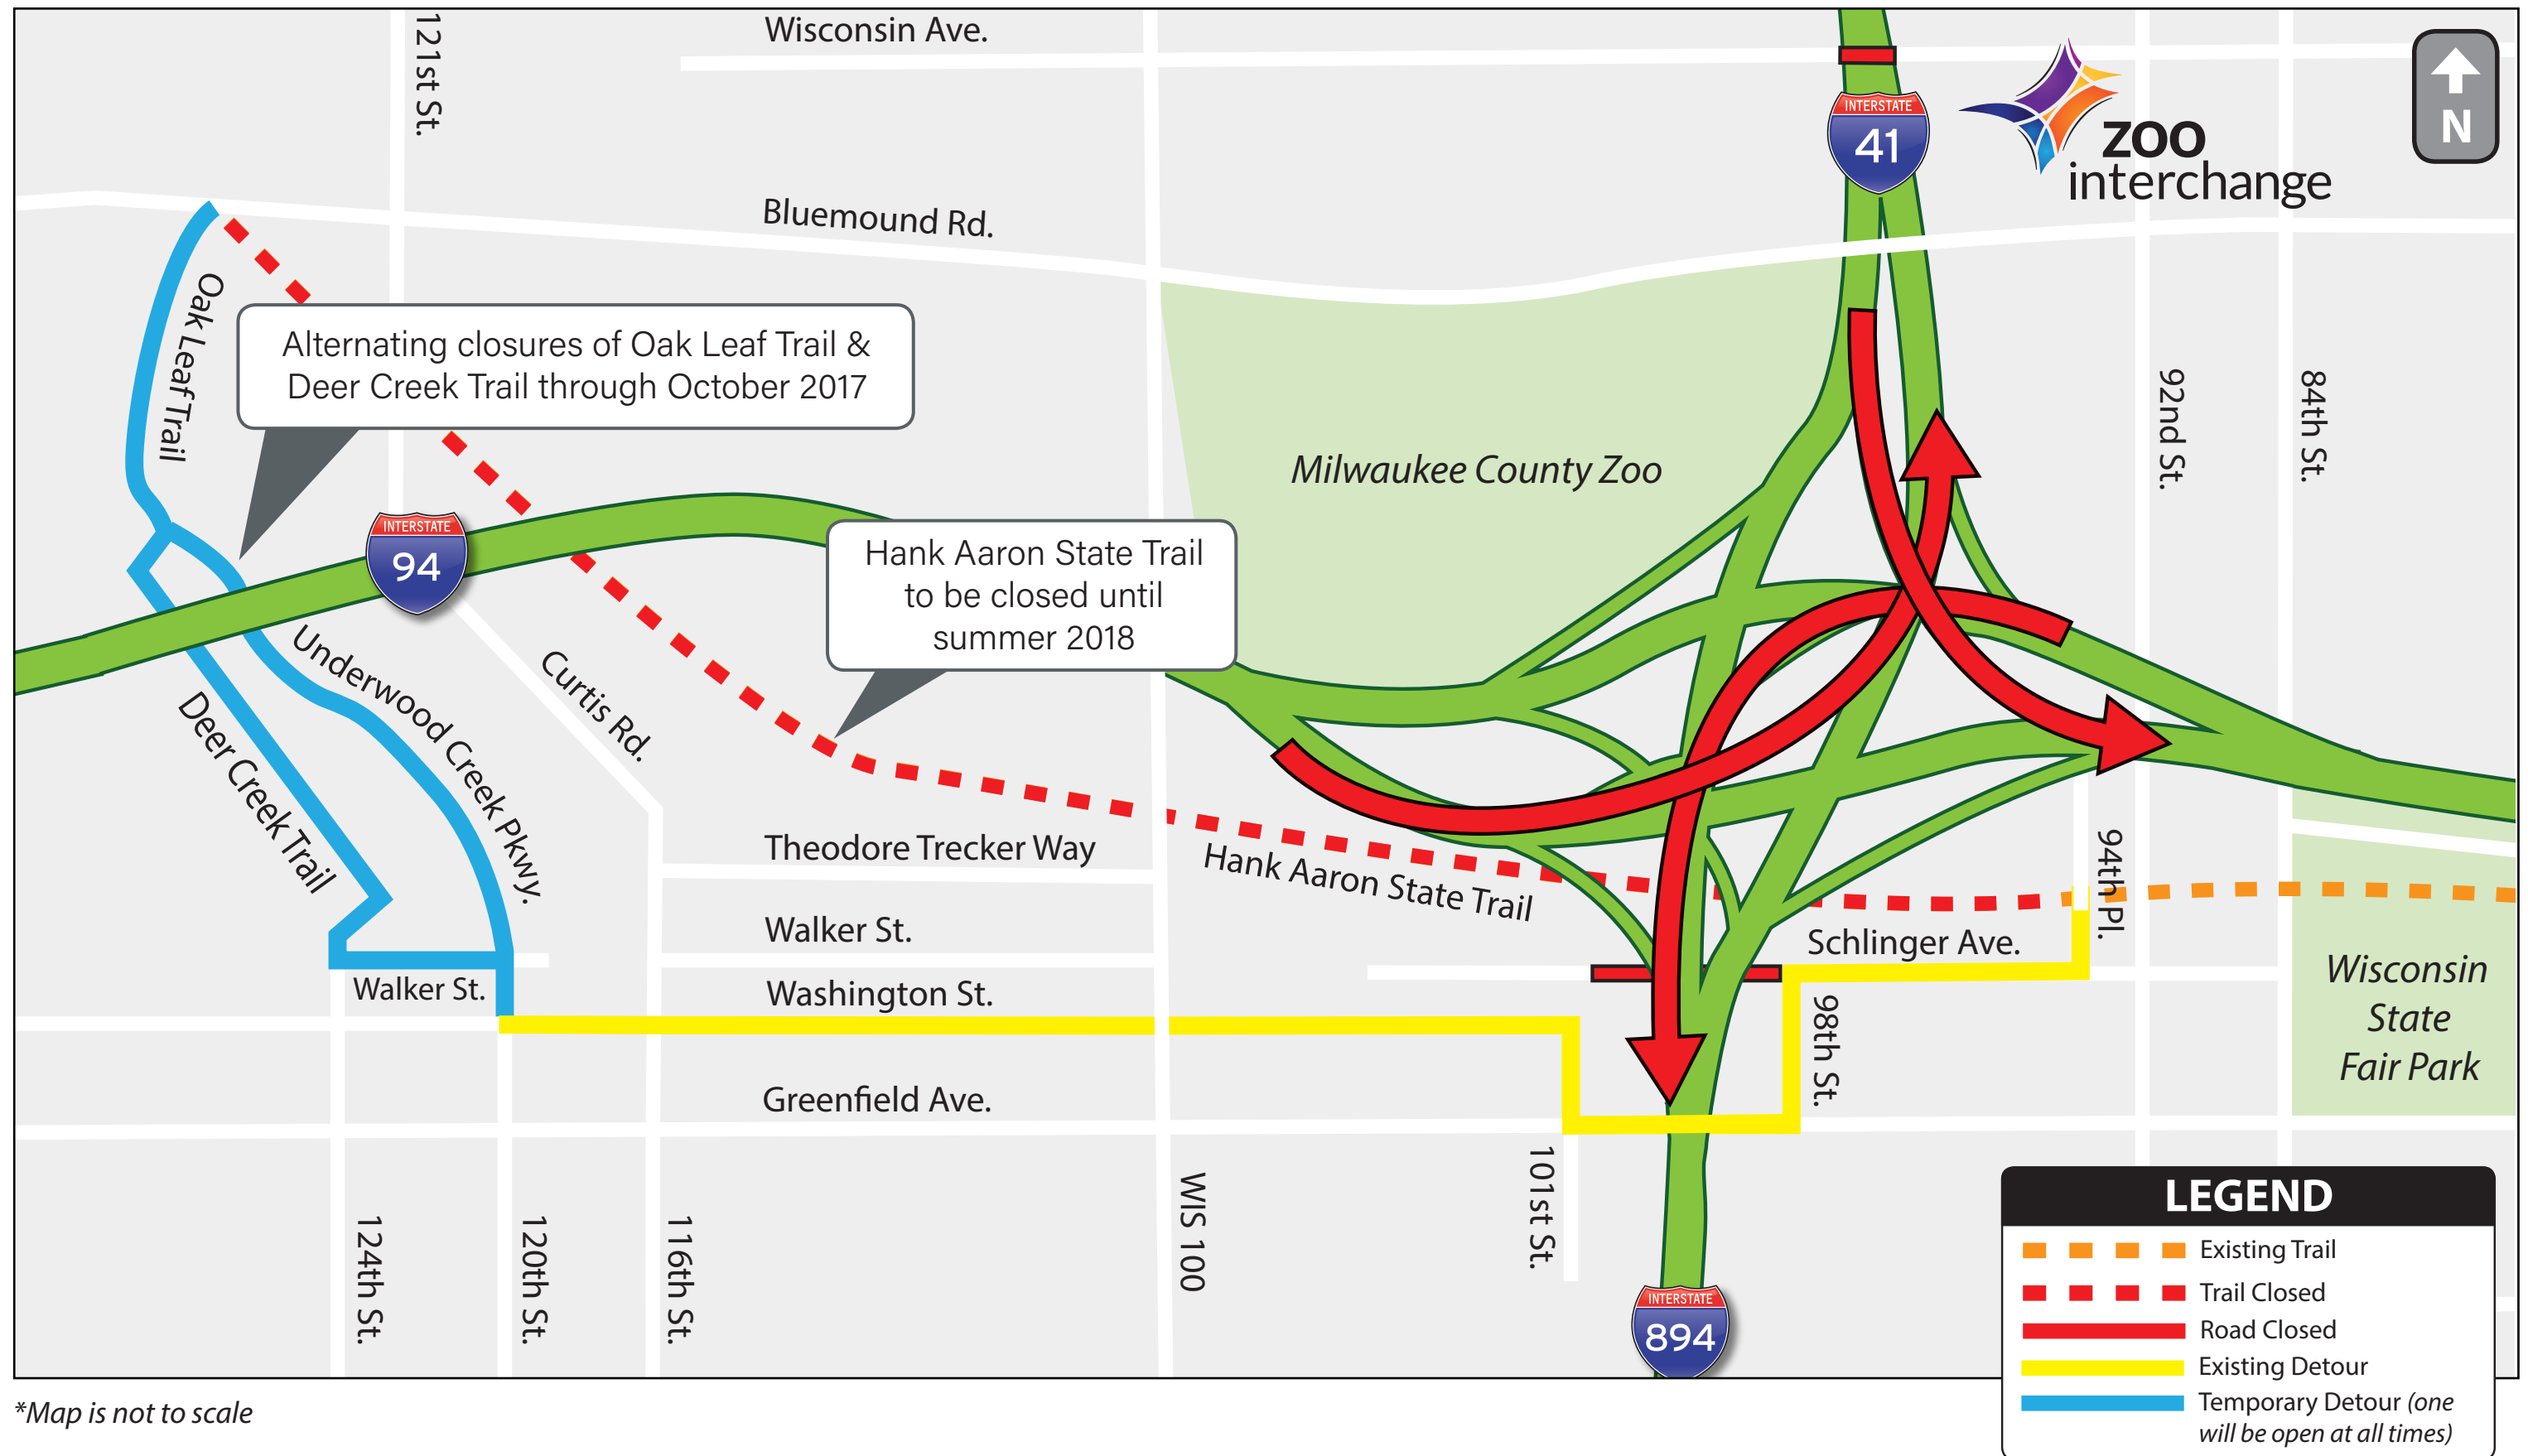 Wisconsin Ave.
121st St.
INTERSTATE
41
zoo
interchange
N
Bluemound Rd.
Oak Leaf Trail
Alternating closures of Oak Leaf Trail &
Deer Creek Trail through October 2017
Milwaukee County Zoo
92nd St.
84th St.
INTERSTATE
94
Hank Aaron State Trail
to be closed until
summer 2018
Underwood Creek Pkwy.
Curtis Rd.
Deer Creek Trail
Theodore Trecker Way
Hank Aaron State Trail
94th Pl.
Walker St.
Schlinger Ave.
Walker St.
Washington St.
98th St.
Wisconsin
State
Fair Park
Greenfield Ave.
101st St.
WIS 100
124th St.
120th St.
116th St.
INTERSTATE
894
LEGEND
Existing Trail
Trail Closed
Road Closed
Existing Detour
Temporary Detour (one
will be open at all times)
*Map is not to scale